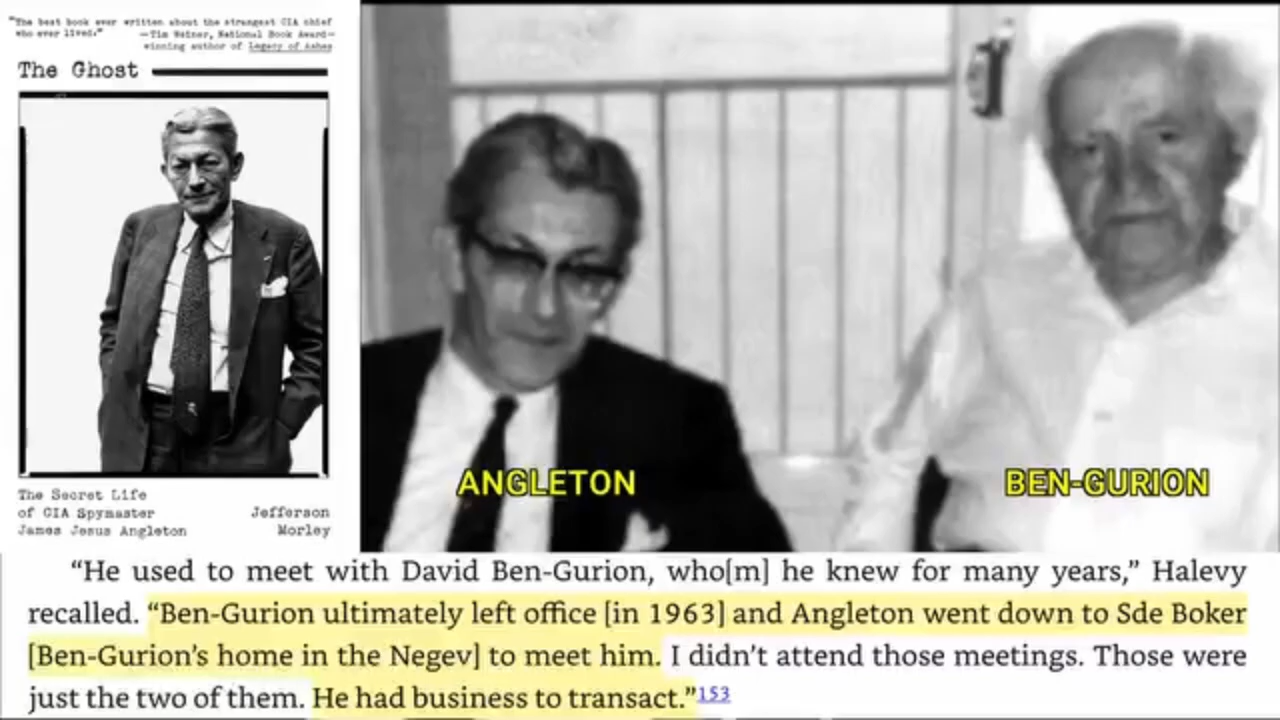 "The best book ever written about the strangest CIA chief
who ever lived." —Tim Weiner, National Book Award–
winning author of Legacy of Ashes
The Ghost
The Secret Life
of CIA Spymaster
James Jesus Angleton
Jefferson
Morley
ANGLETON
BEN-GURION
“He used to meet with David Ben-Gurion, who[m] he knew for many years,” Halevy
recalled. “Ben-Gurion ultimately left office [in 1963] and Angleton went down to Sde Boker
[Ben-Gurion’s home in the Negev] to meet him. I didn’t attend those meetings. Those were
just the two of them. He had business to transact.”153